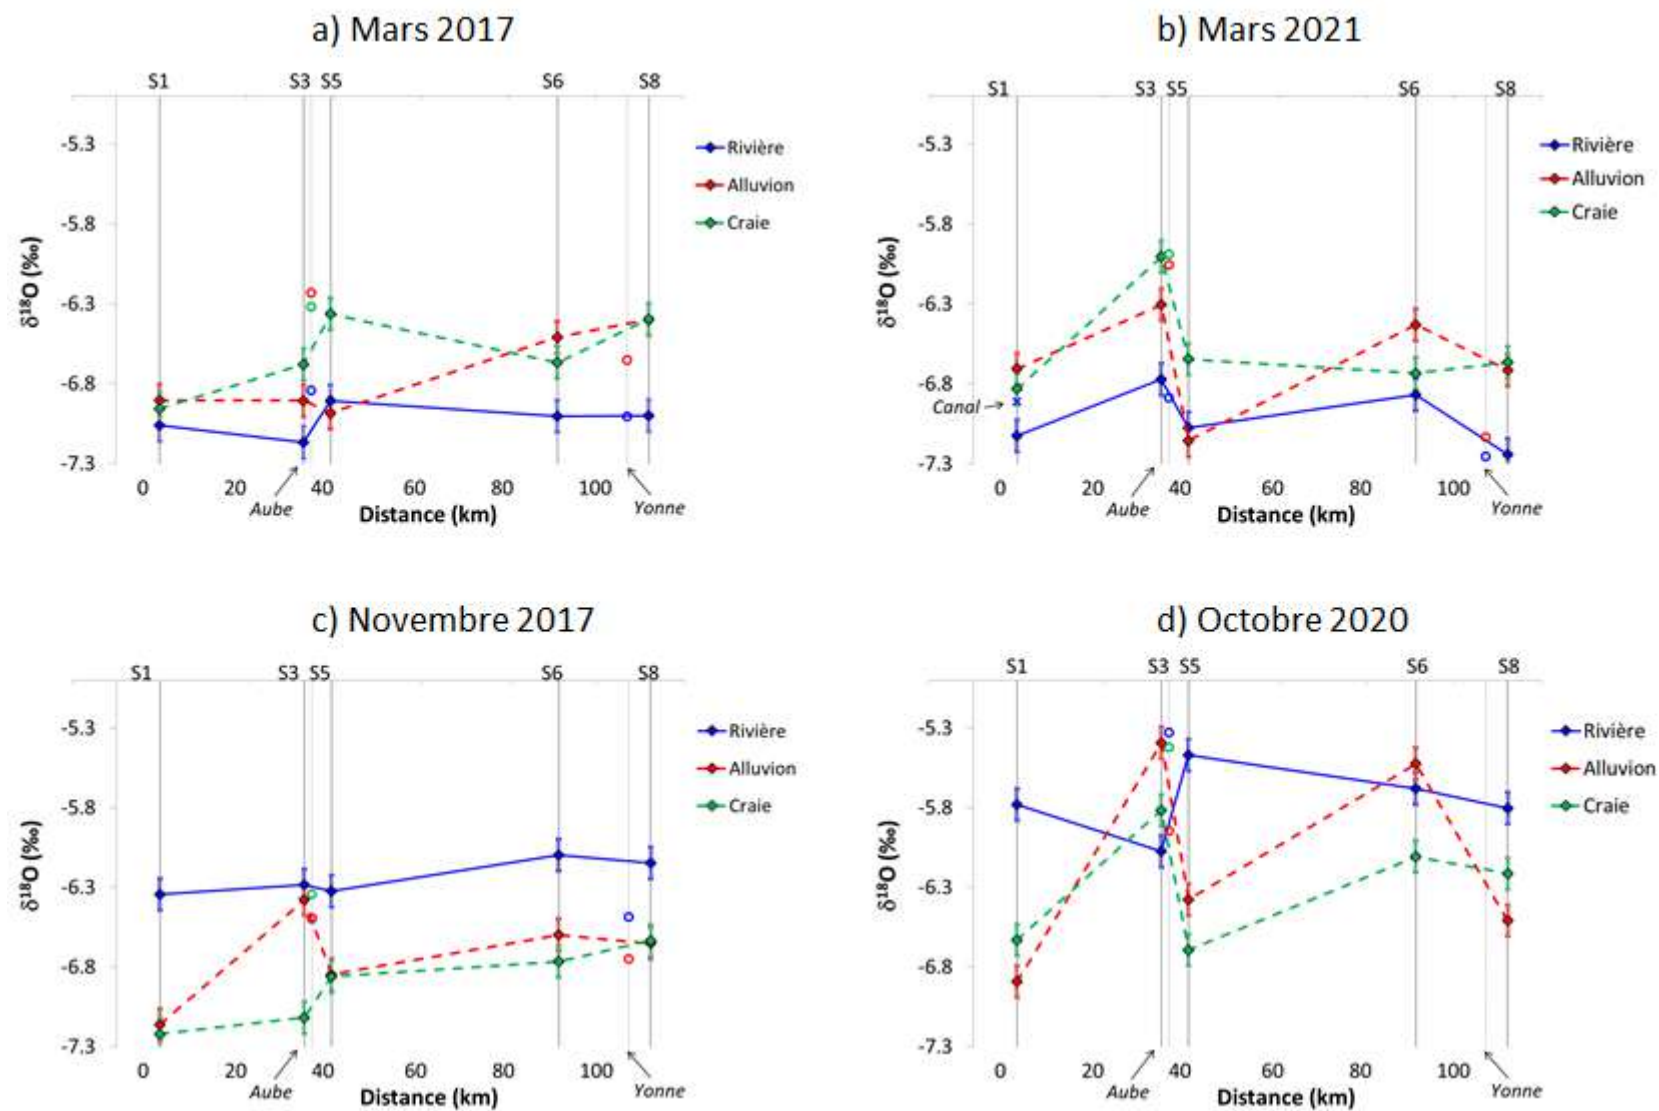 a) Mars 2017
S1 S3 S5 S6 S8
-5.3
-5.8
-6.3
-6.8
-7.3
δ¹⁸O (‰)
0 20 40 60 80 100
Aube Distance (km) Yonne
Rivière
Alluvion
Craie
b) Mars 2021
S1 S3 S5 S6 S8
-5.3
-5.8
-6.3
-6.8
-7.3
δ¹⁸O (‰)
Canal
0 20 40 60 80 100
Aube Distance (km) Yonne
Rivière
Alluvion
Craie
c) Novembre 2017
S1 S3 S5 S6 S8
-5.3
-5.8
-6.3
-6.8
-7.3
δ¹⁸O (‰)
0 20 40 60 80 100
Aube Distance (km) Yonne
Rivière
Alluvion
Craie
d) Octobre 2020
S1 S3 S5 S6 S8
-5.3
-5.8
-6.3
-6.8
-7.3
δ¹⁸O (‰)
0 20 40 60 80 100
Aube Distance (km) Yonne
Rivière
Alluvion
Craie